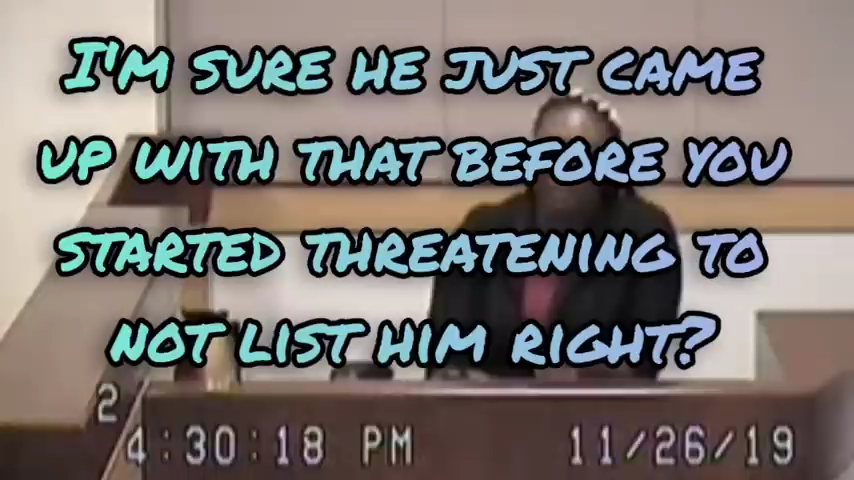 I'M SURE HE JUST CAME
UP WITH THAT BEFORE YOU
STARTED THREATENING TO
NOT LIST HIM RIGHT?
2
4:30:18 PM 11/26/19